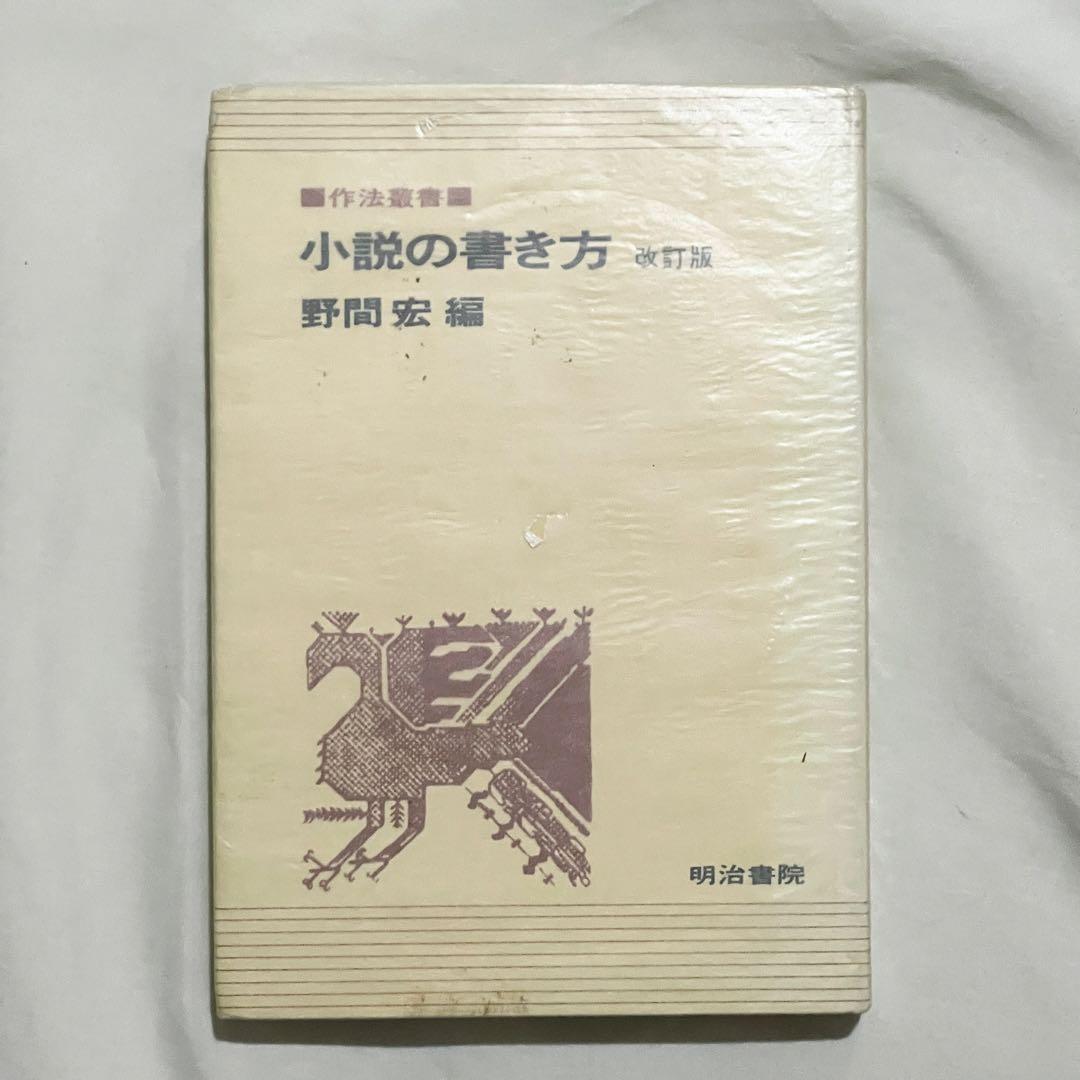 ■作法叢書■
小説の書き方 改訂版
野間宏編
明治書院